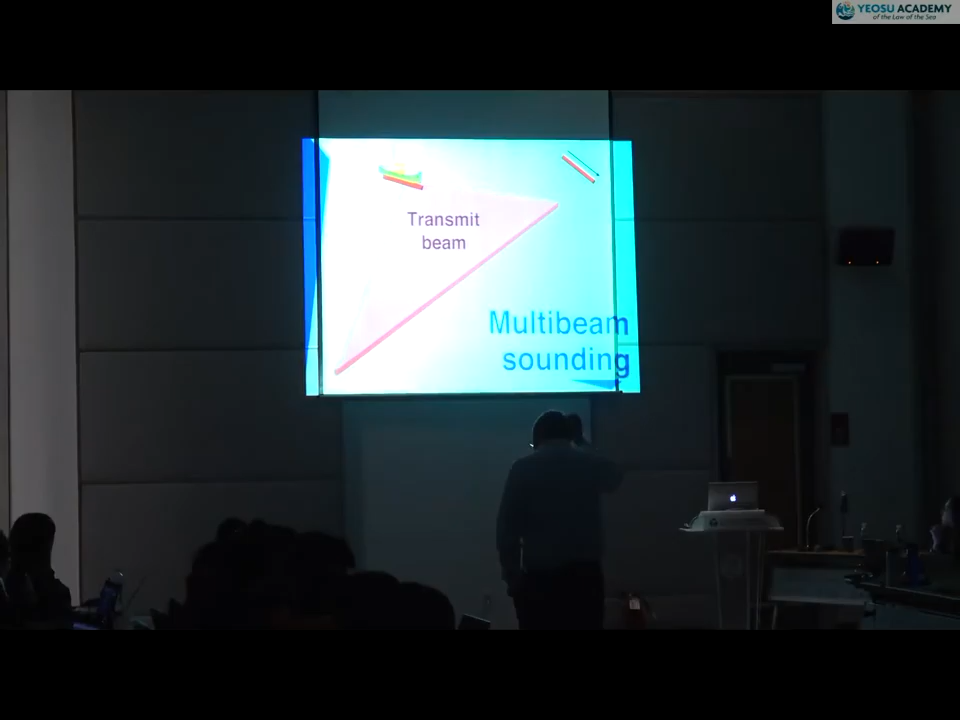 YEOSU ACADEMY
of the Law of the Sea
Transmit
beam
Multibeam
sounding